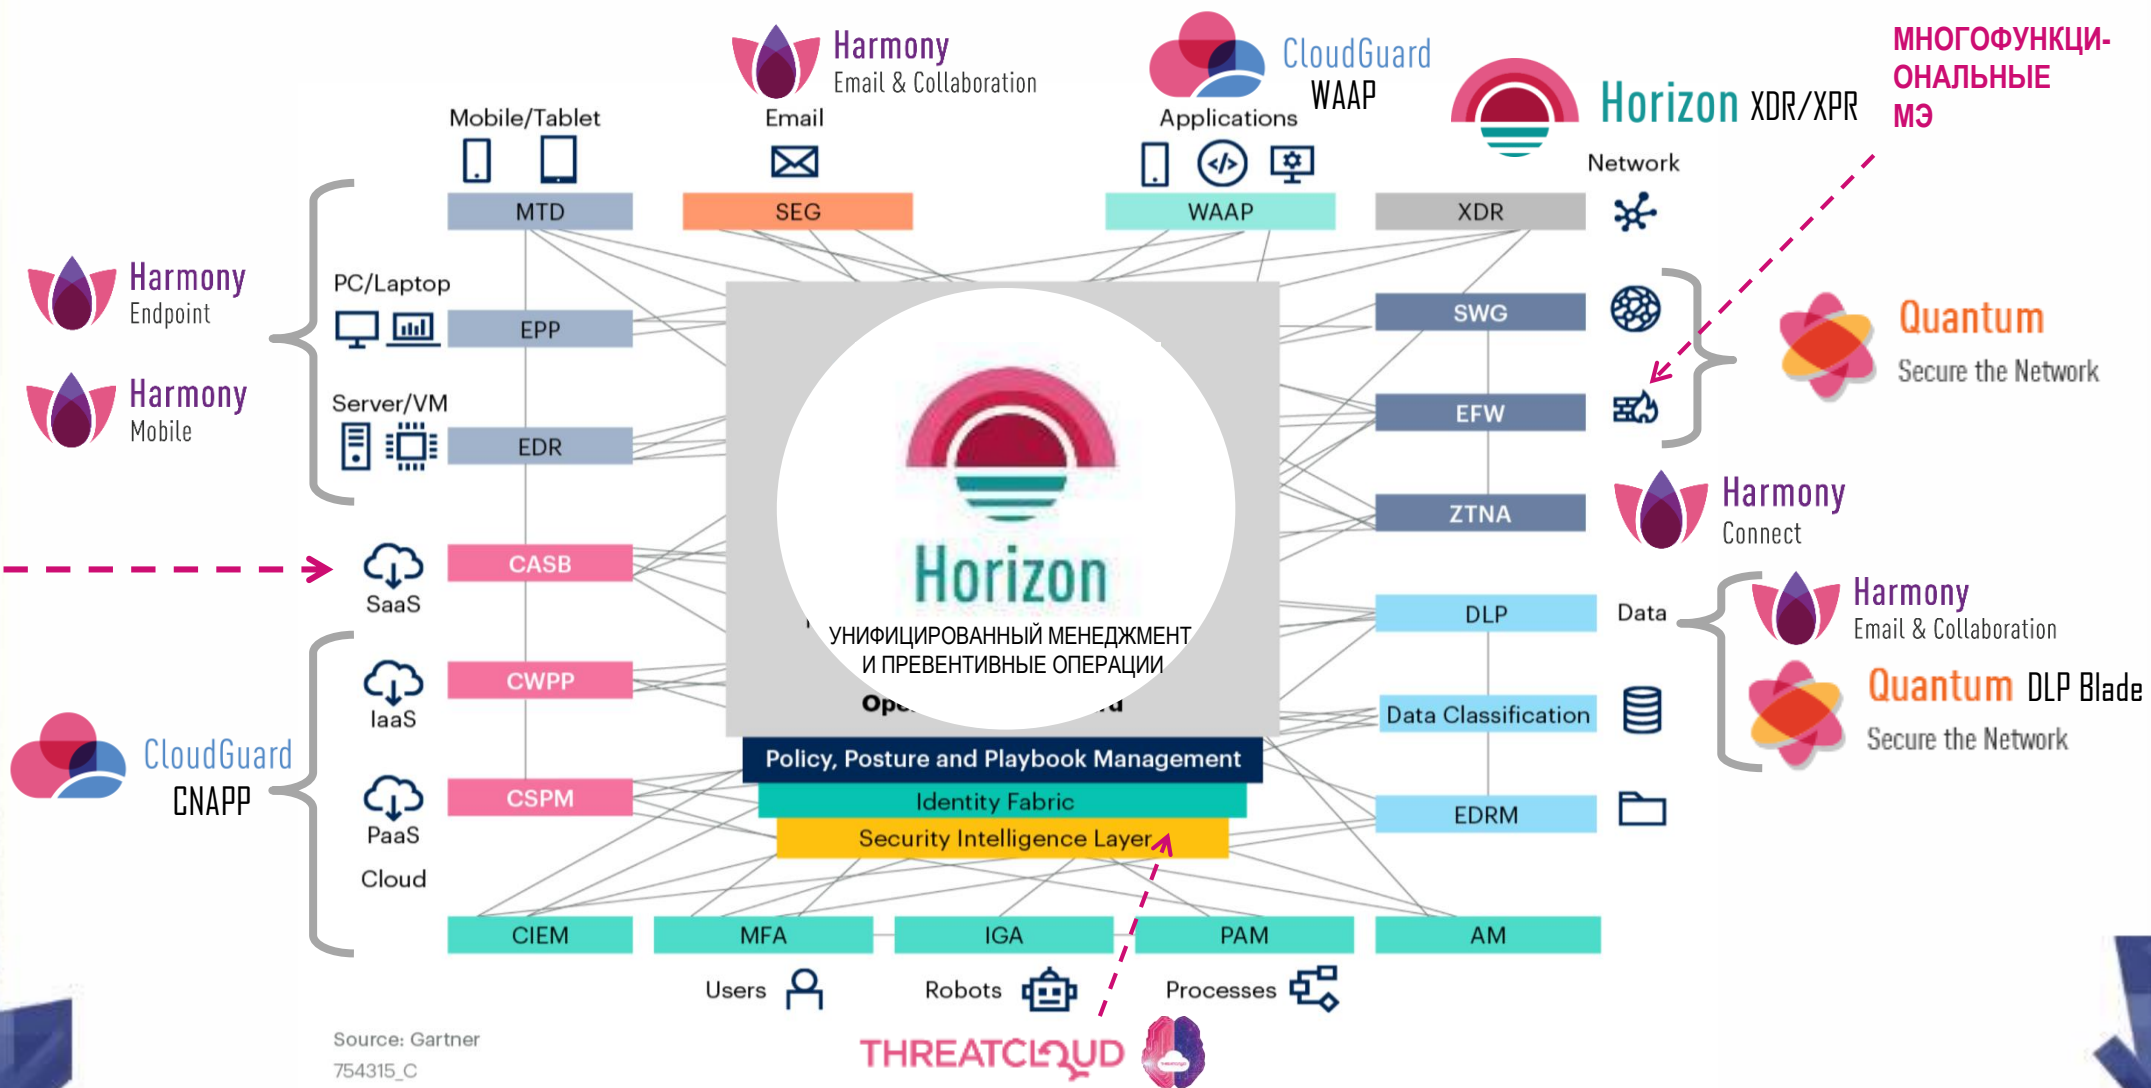 Harmony
Email & Collaboration
CloudGuard
WAAP
Horizon XDR/XPR
МНОГОФУНКЦИ-
ОНАЛЬНЫЕ
МЭ
Mobile/Tablet
Email
Applications
Network
MTD
SEG
WAAP
XDR
Harmony
Endpoint
PC/Laptop
EPP
SWG
Quantum
Secure the Network
Harmony
Mobile
Server/VM
EDR
EFW
ZTNA
Harmony
Connect
SaaS
CASB
Horizon
УНИФИЦИРОВАННЫЙ МЕНЕДЖМЕНТ
И ПРЕВЕНТИВНЫЕ ОПЕРАЦИИ
DLP
Data
Harmony
Email & Collaboration
IaaS
CWPP
Data Classification
Quantum DLP Blade
Secure the Network
CloudGuard
CNAPP
PaaS
CSPM
Cloud
Policy, Posture and Playbook Management
Identity Fabric
Security Intelligence Layer
EDRM
CIEM
MFA
IGA
PAM
AM
Users
Robots
Processes
THREATCLOUD
Source: Gartner
754315_C